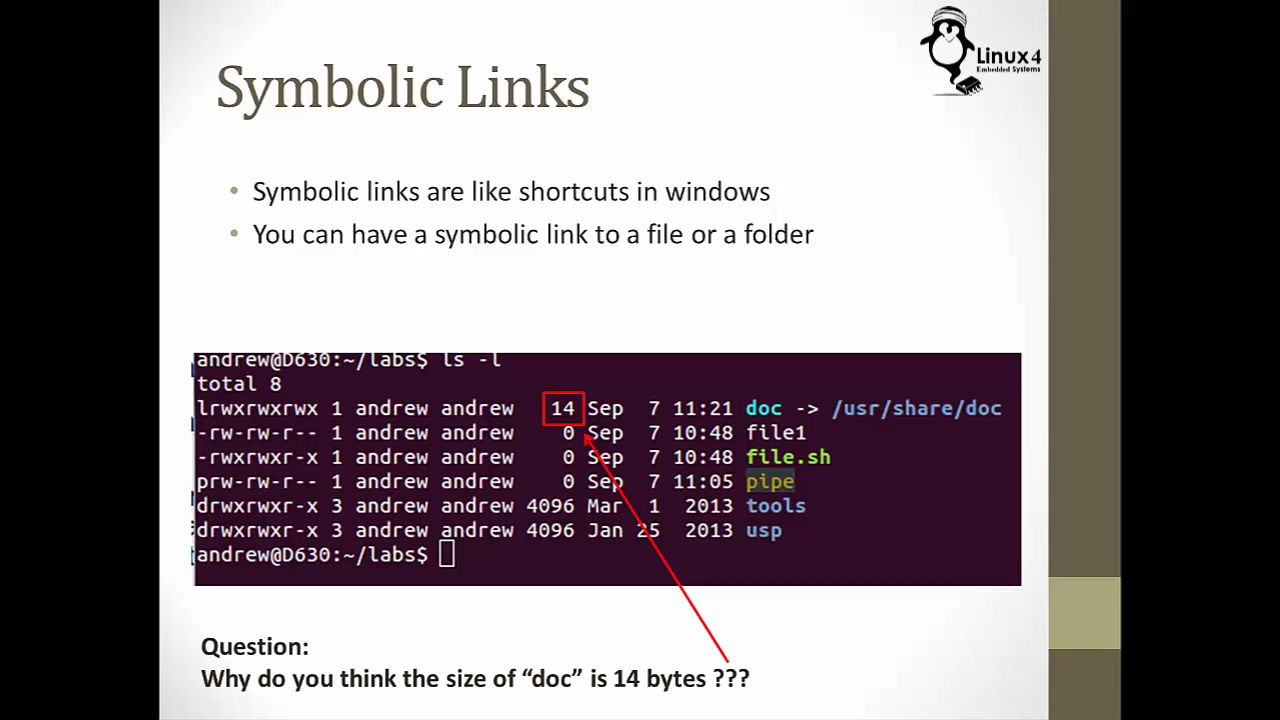 Linux4
Embedded Systems
Symbolic Links
• Symbolic links are like shortcuts in windows
• You can have a symbolic link to a file or a folder
andrew@D630:~/labs$ ls -l
total 8
lrwxrwxrwx 1 andrew andrew 14 Sep 7 11:21 doc -> /usr/share/doc
-rw-rw-r-- 1 andrew andrew 0 Sep 7 10:48 file1
-rwxrwxr-x 1 andrew andrew 0 Sep 7 10:48 file.sh
prw-rw-r-- 1 andrew andrew 0 Sep 7 11:05 pipe
drwxrwxr-x 3 andrew andrew 4096 Mar 1 2013 tools
drwxrwxr-x 3 andrew andrew 4096 Jan 25 2013 usp
andrew@D630:~/labs$
Question:
Why do you think the size of “doc” is 14 bytes ???